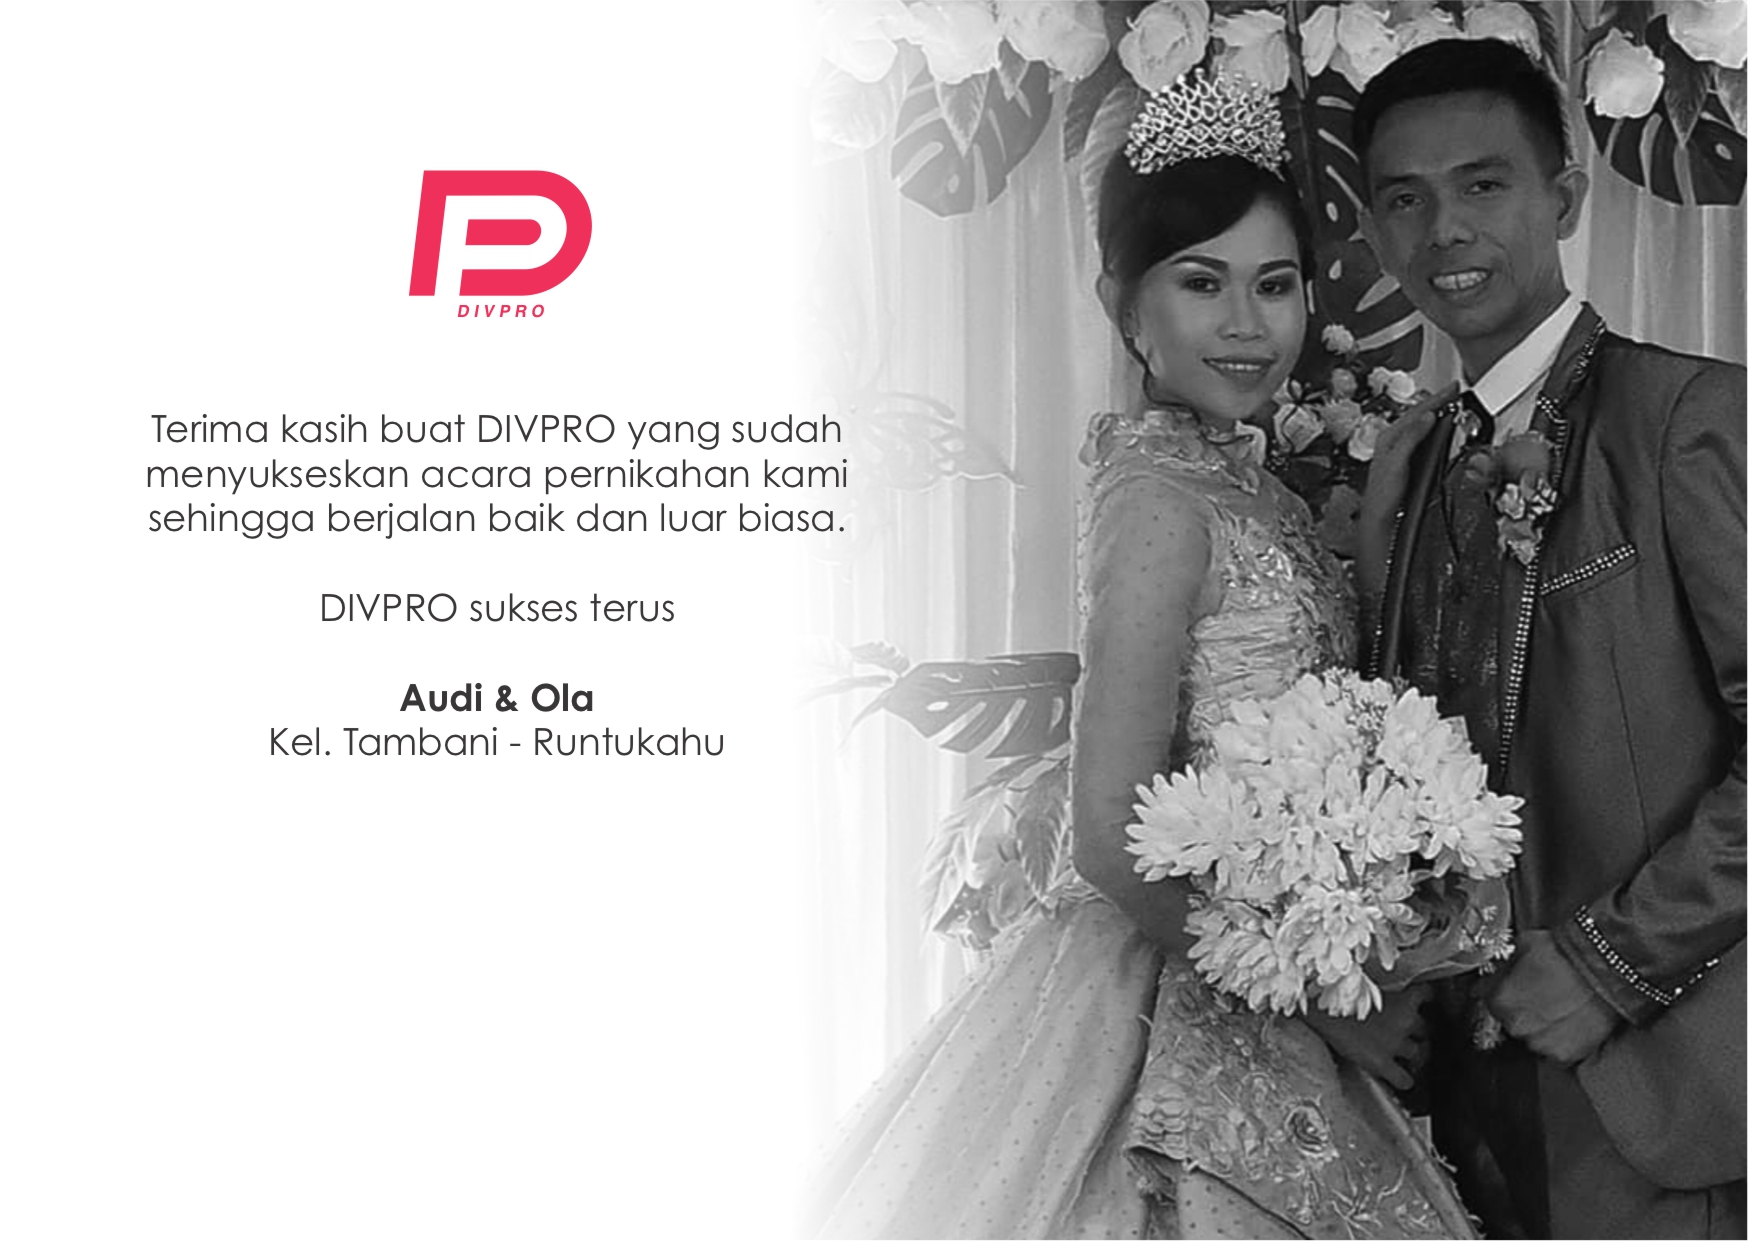 DIVPRO
Terima kasih buat DIVPRO yang sudah
menyukseskan acara pernikahan kami
sehingga berjalan baik dan luar biasa.
DIVPRO sukses terus
Audi & Ola
Kel. Tambani - Runtukahu